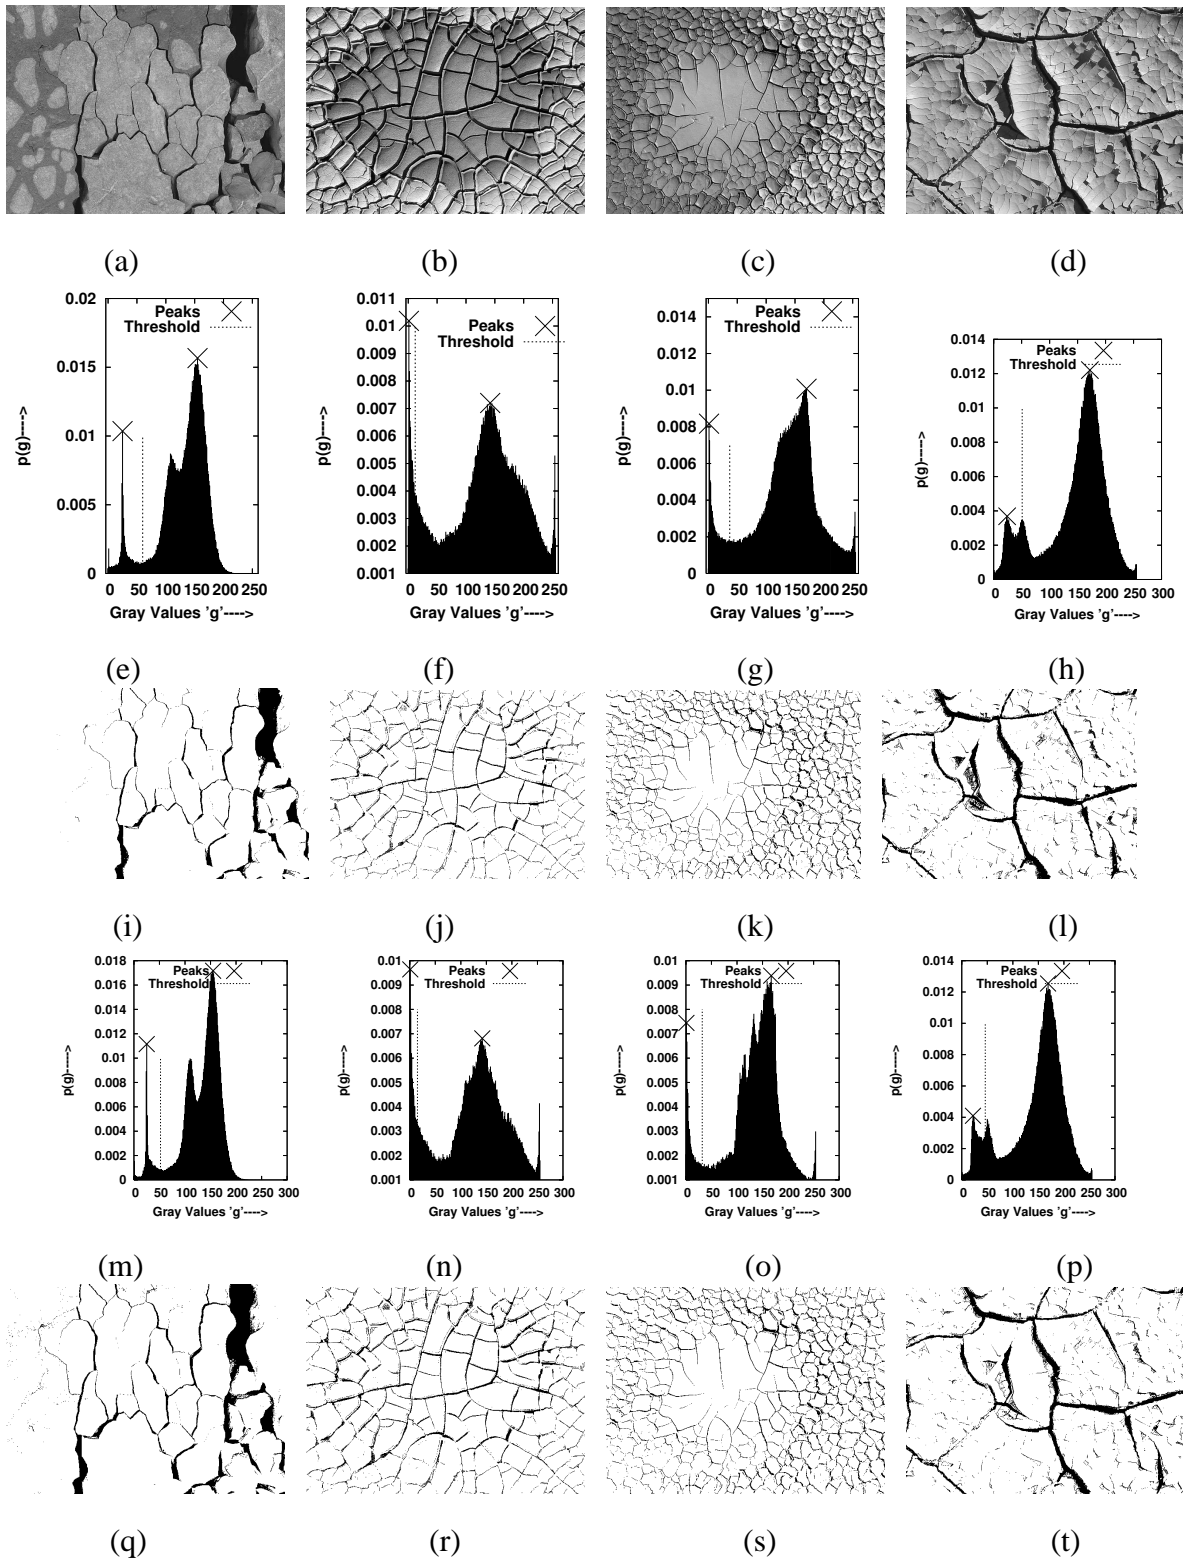 (a) (b) (c) (d)
0.02
0.015
0.01
0.005
0
p(g)---->
Peaks
Threshold
0 50 100 150 200 250
Gray Values 'g'---->
0.011
0.010
0.009
0.008
0.007
0.006
0.005
0.004
0.003
0.002
0.001
p(g)---->
Peaks
Threshold
0 50 100 150 200 250
Gray Values 'g'---->
0.014
0.012
0.01
0.008
0.006
0.004
0.002
0
p(g)---->
Peaks
Threshold
0 50 100 150 200 250
Gray Values 'g'---->
0.014
0.012
0.01
0.008
0.006
0.004
0.002
0
p(g)----->
Peaks
Threshold
0 50 100 150 200 250 300
Gray Values 'g'---->
(e) (f) (g) (h)
(i) (j) (k) (l)
0.018
0.016
0.014
0.012
0.01
0.008
0.006
0.004
0.002
0
p(g)----->
Peaks
Threshold
0 50 100 150 200 250 300
Gray Values 'g'---->
0.01
0.009
0.008
0.007
0.006
0.005
0.004
0.003
0.002
0.001
p(g)----->
Peaks
Threshold
0 50 100 150 200 250 300
Gray Values 'g'---->
0.01
0.009
0.008
0.007
0.006
0.005
0.004
0.003
0.002
0.001
p(g)----->
Peaks
Threshold
0 50 100 150 200 250 300
Gray Values 'g'---->
0.014
0.012
0.01
0.008
0.006
0.004
0.002
0
p(g)----->
Peaks
Threshold
0 50 100 150 200 250 300
Gray Values 'g'---->
(m) (n) (o) (p)
(q) (r) (s) (t)